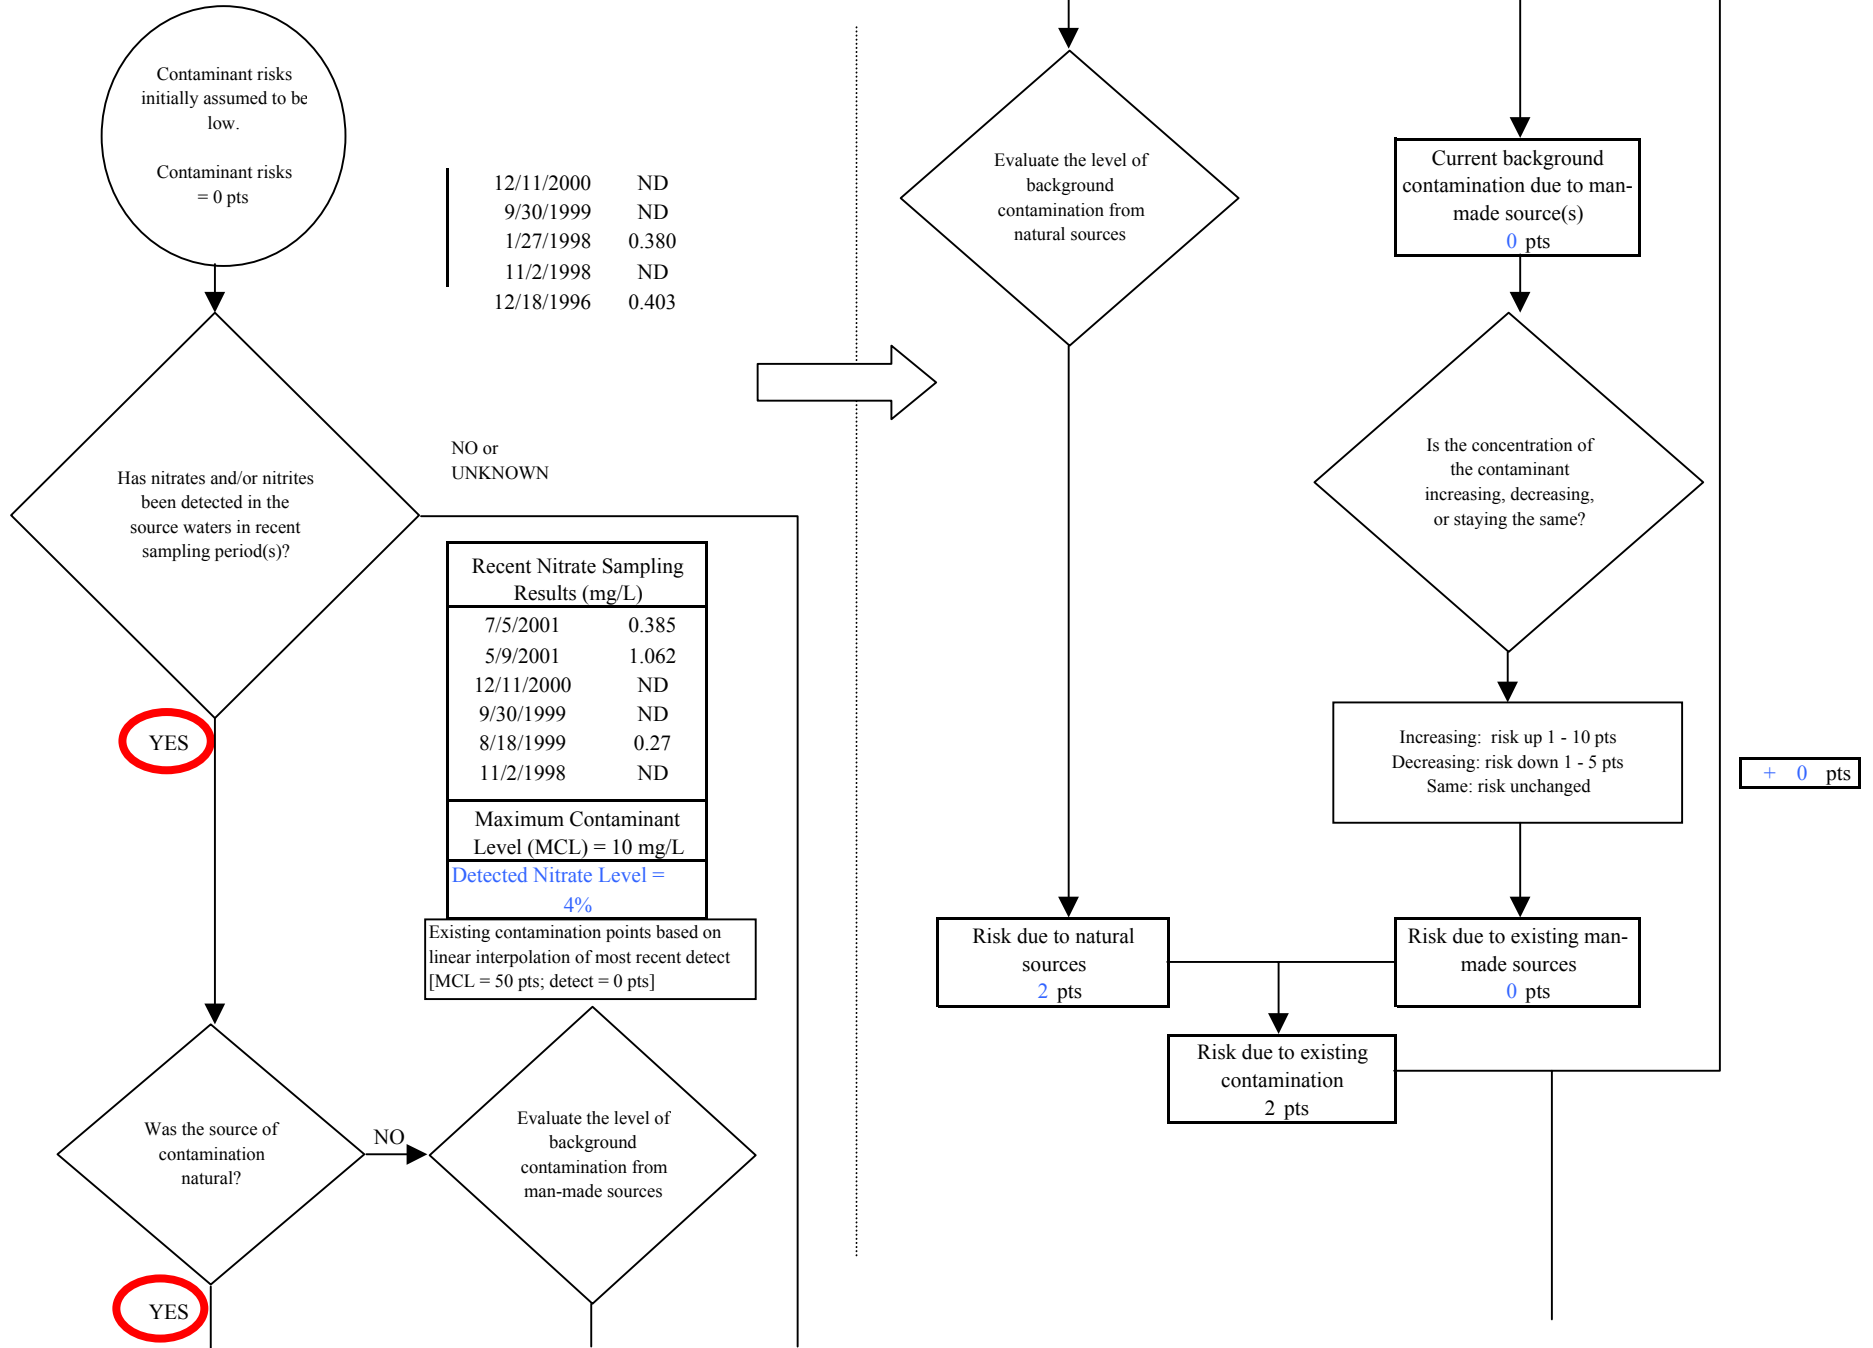 Contaminant risks
initially assumed to be
low.
Contaminant risks
= 0 pts
12/11/2000 ND
9/30/1999 ND
1/27/1998 0.380
11/2/1998 ND
12/18/1996 0.403
Has nitrates and/or nitrites
been detected in the
source waters in recent
sampling period(s)?
NO or
UNKNOWN
YES
Recent Nitrate Sampling
Results (mg/L)
7/5/2001 0.385
5/9/2001 1.062
12/11/2000 ND
9/30/1999 ND
8/18/1999 0.27
11/2/1998 ND
Maximum Contaminant
Level (MCL) = 10 mg/L
Detected Nitrate Level =
4%
Existing contamination points based on
linear interpolation of most recent detect
[MCL = 50 pts; detect = 0 pts]
Was the source of
contamination
natural?
NO
Evaluate the level of
background
contamination from
man-made sources
YES
Evaluate the level of
background
contamination from
natural sources
Current background
contamination due to man-
made source(s)
0 pts
Is the concentration of
the contaminant
increasing, decreasing,
or staying the same?
Increasing: risk up 1 - 10 pts
Decreasing: risk down 1 - 5 pts
Same: risk unchanged
+ 0 pts
Risk due to natural
sources
2 pts
Risk due to existing man-
made sources
0 pts
Risk due to existing
contamination
2 pts